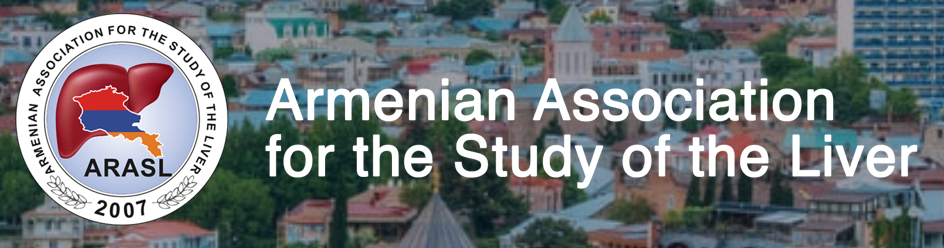 ARMENIAN ASSOCIATION FOR THE STUDY OF THE LIVER
ARASL
2007
Armenian Association
for the Study of the Liver